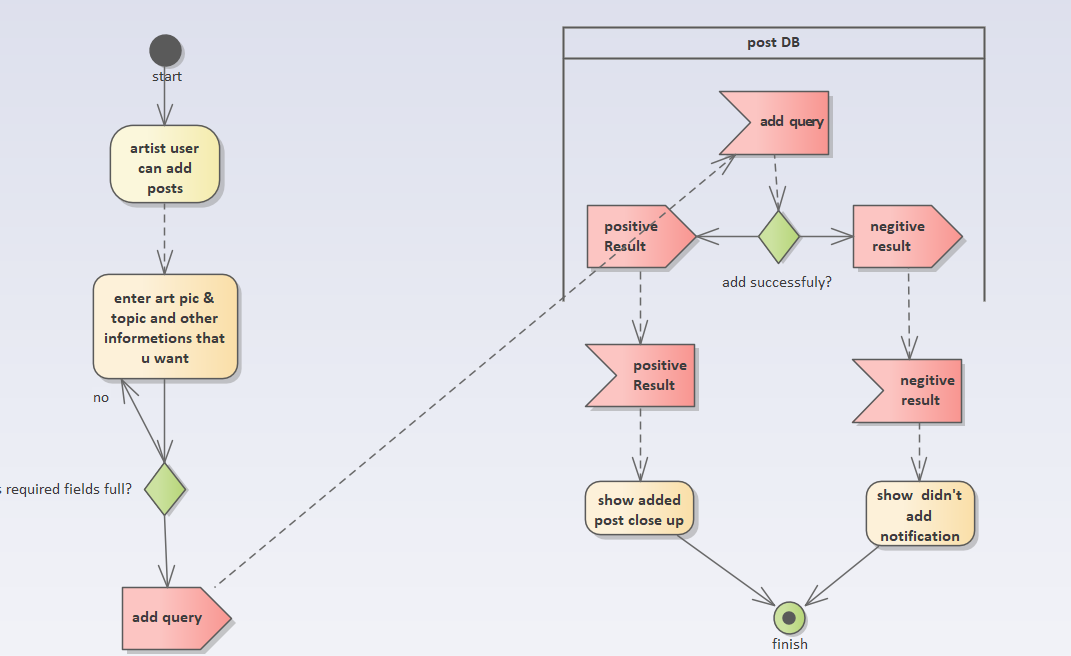 start
artist user
can add
posts
enter art pic &
topic and other
informetions that
u want
no
s required fields full?
add query
post DB
add query
positive
Result
negitive
result
add successfuly?
positive
Result
negitive
result
show added
post close up
show didn't
add
notification
finish